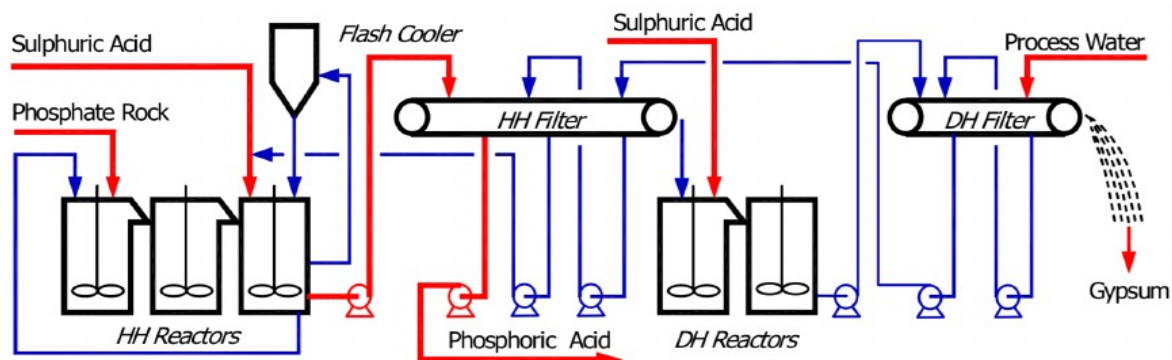 Sulphuric Acid
Flash Cooler
Sulphuric Acid
Process Water
Phosphate Rock
HH Filter
DH Filter
HH Reactors
Phosphoric Acid
DH Reactors
Gypsum